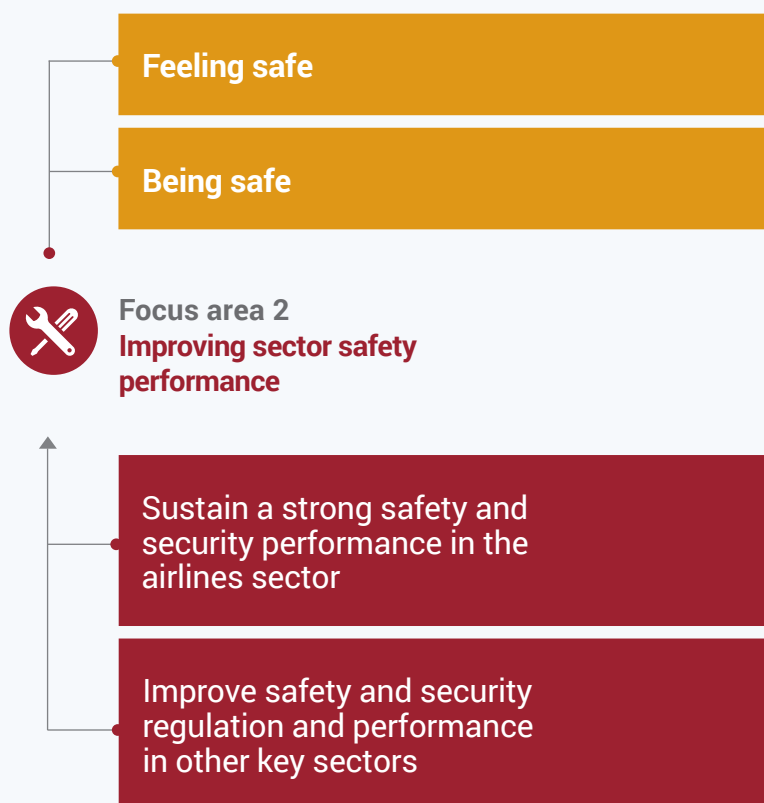 Feeling safe
Being safe
Focus area 2
Improving sector safety
performance
Sustain a strong safety and
security performance in the
airlines sector
Improve safety and security
regulation and performance
in other key sectors